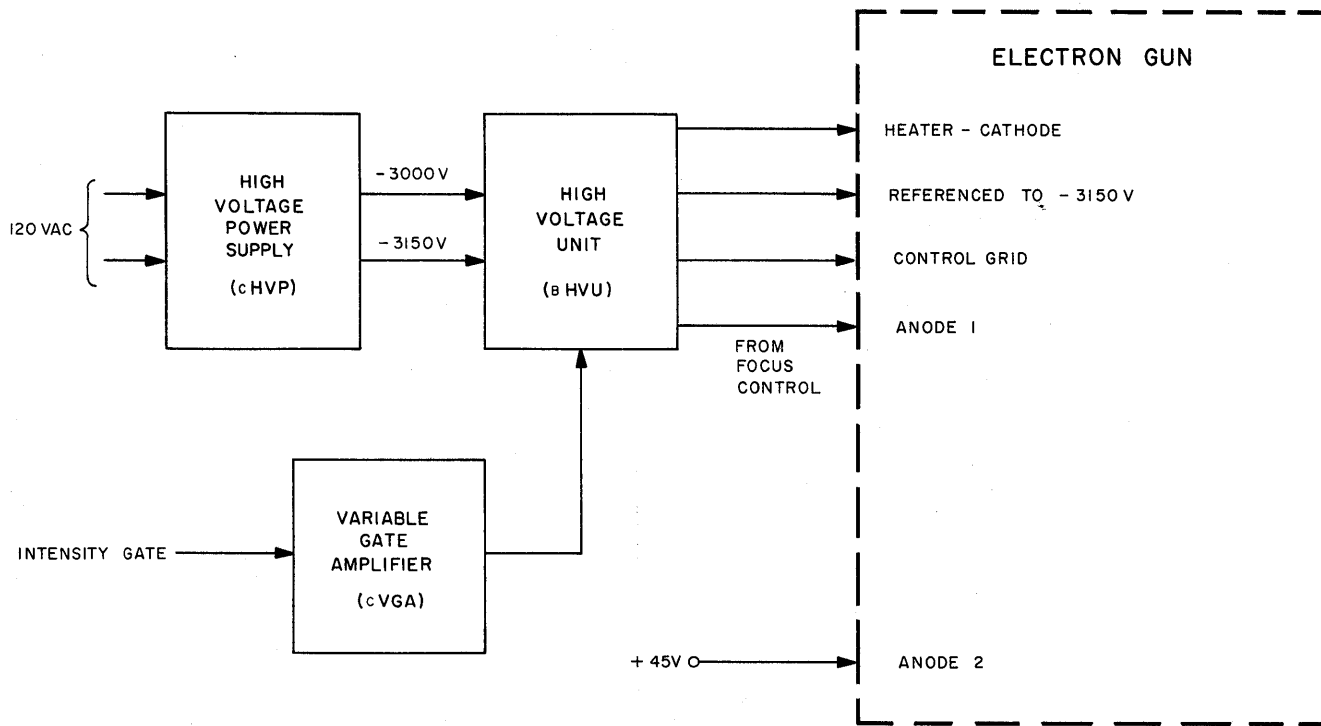 ELECTRON GUN
HEATER - CATHODE
REFERENCED TO - 3150 V
CONTROL GRID
ANODE 1
FROM
FOCUS
CONTROL
120 VAC
HIGH
VOLTAGE
POWER
SUPPLY
(CHVP)
-3000V
-3150V
HIGH
VOLTAGE
UNIT
(BHVU)
INTENSITY GATE
VARIABLE
GATE
AMPLIFIER
(CVGA)
+ 45V
ANODE 2